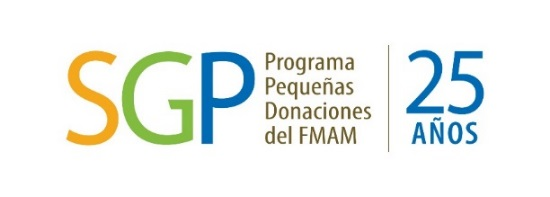 SGP
Programa
Pequeñas
Donaciones
del FMAM
25
AÑOS